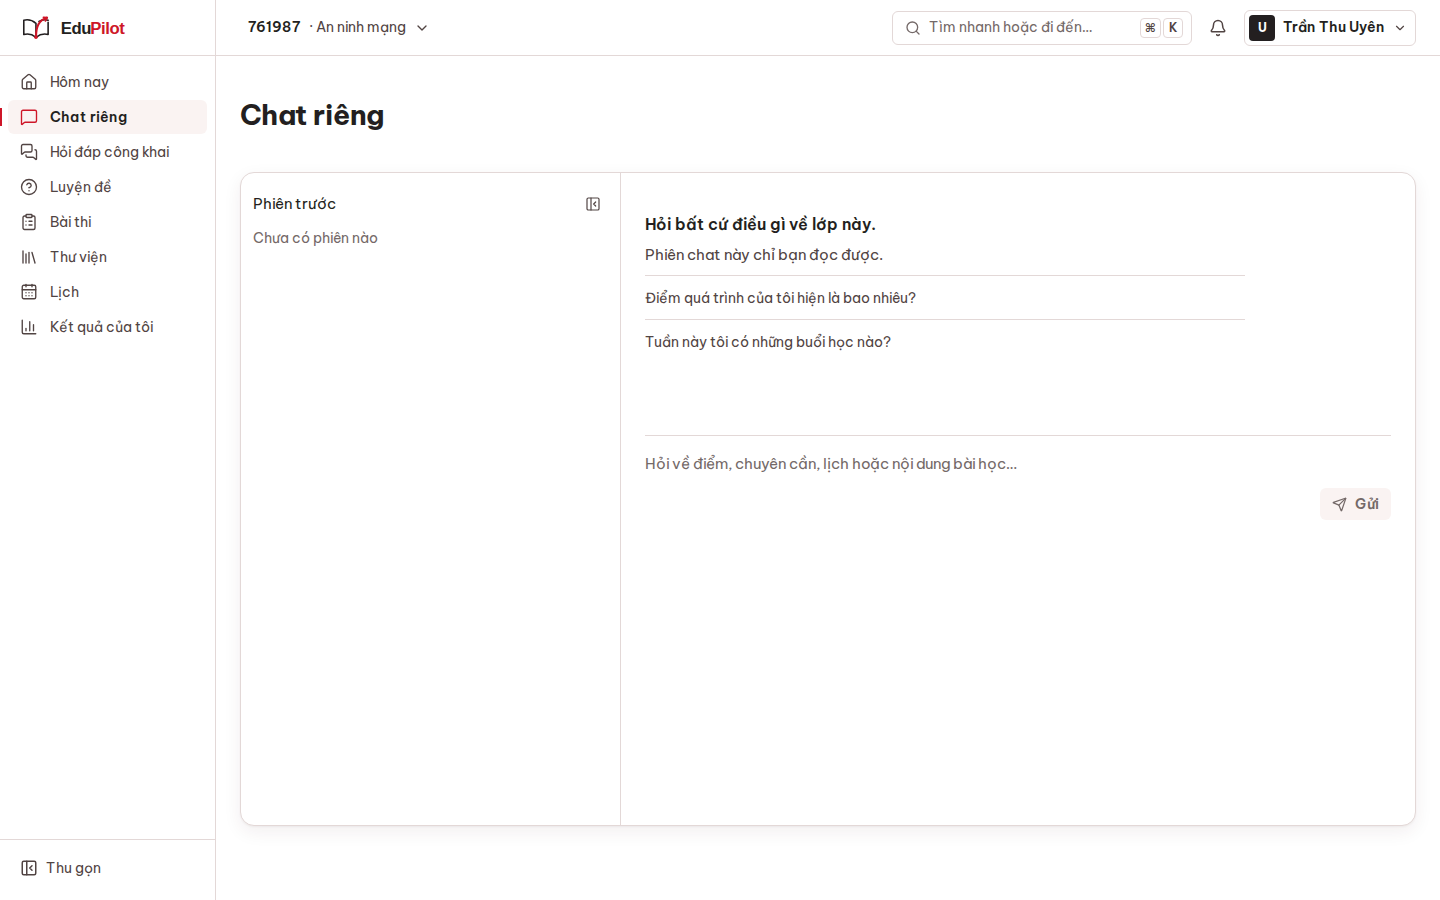 EduPilot
761987 · An ninh mạng
Tìm nhanh hoặc đi đến...
⌘ K
U
Trần Thu Uyên
Hôm nay
Chat riêng
Hỏi đáp công khai
Luyện đề
Bài thi
Thư viện
Lịch
Kết quả của tôi
Thu gọn
Chat riêng
Phiên trước
Chưa có phiên nào
Hỏi bất cứ điều gì về lớp này.
Phiên chat này chỉ bạn đọc được.
Điểm quá trình của tôi hiện là bao nhiêu?
Tuần này tôi có những buổi học nào?
Hỏi về điểm, chuyên cần, lịch hoặc nội dung bài học...
Gửi